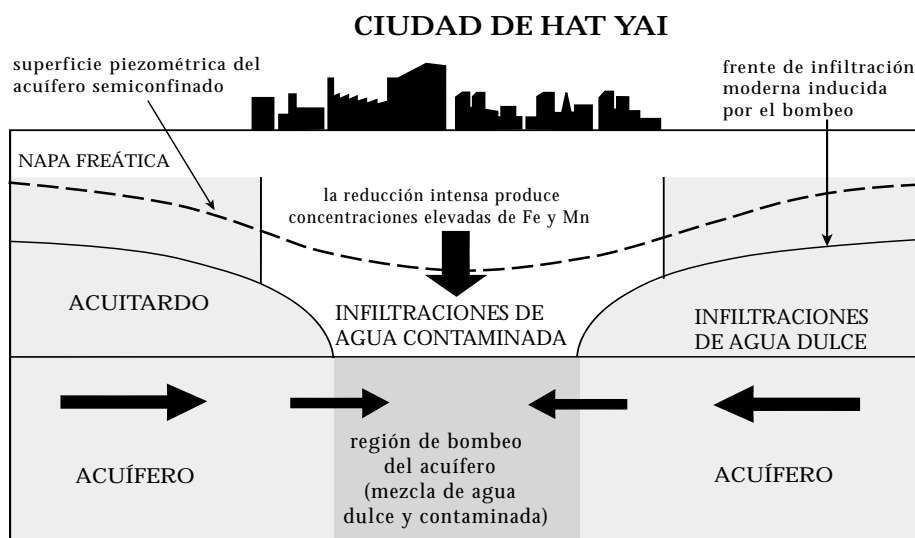 CIUDAD DE HAT YAI
superficie piezométrica del
acuífero semiconfinado
frente de infiltración
moderna inducida
por el bombeo
NAPA FREÁTICA
la reducción intensa produce
concentraciones elevadas de Fe y Mn
ACUITARDO
INFILTRACIONES DE
AGUA CONTAMINADA
INFILTRACIONES
DE AGUA DULCE
región de bombeo
del acuífero
(mezcla de agua
dulce y contaminada)
ACUÍFERO
ACUÍFERO